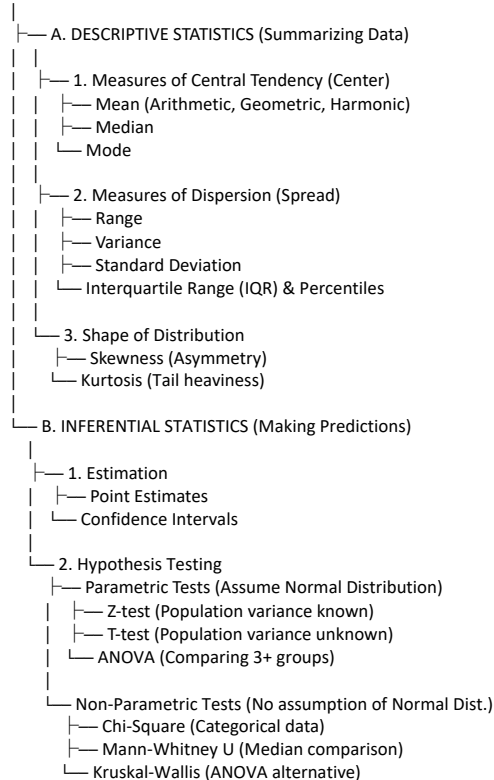 A. DESCRIPTIVE STATISTICS (Summarizing Data)
1. Measures of Central Tendency (Center)
Mean (Arithmetic, Geometric, Harmonic)
Median
Mode
2. Measures of Dispersion (Spread)
Range
Variance
Standard Deviation
Interquartile Range (IQR) & Percentiles
3. Shape of Distribution
Skewness (Asymmetry)
Kurtosis (Tail heaviness)
B. INFERENTIAL STATISTICS (Making Predictions)
1. Estimation
Point Estimates
Confidence Intervals
2. Hypothesis Testing
Parametric Tests (Assume Normal Distribution)
Z-test (Population variance known)
T-test (Population variance unknown)
ANOVA (Comparing 3+ groups)
Non-Parametric Tests (No assumption of Normal Dist.)
Chi-Square (Categorical data)
Mann-Whitney U (Median comparison)
Kruskal-Wallis (ANOVA alternative)